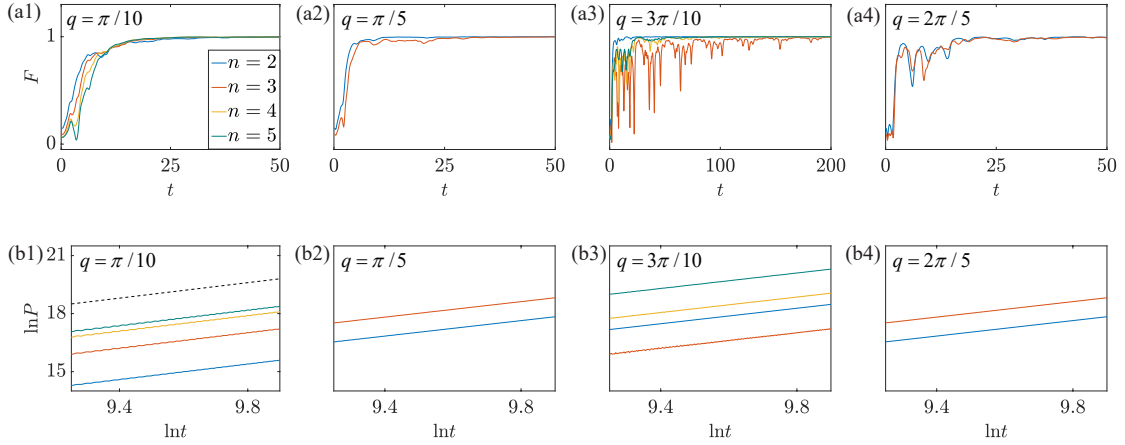 (a1) q = π / 10
F
1
0
n = 2
n = 3
n = 4
n = 5
0 25 50
t
(a2) q = π / 5
0 25 50
t
(a3) q = 3π / 10
0 100 200
t
(a4) q = 2π / 5
0 25 50
t
(b1) q = π / 10
lnP
21
18
15
9.4 9.8
lnt
(b2) q = π / 5
9.4 9.8
lnt
(b3) q = 3π / 10
9.4 9.8
lnt
(b4) q = 2π / 5
9.4 9.8
lnt